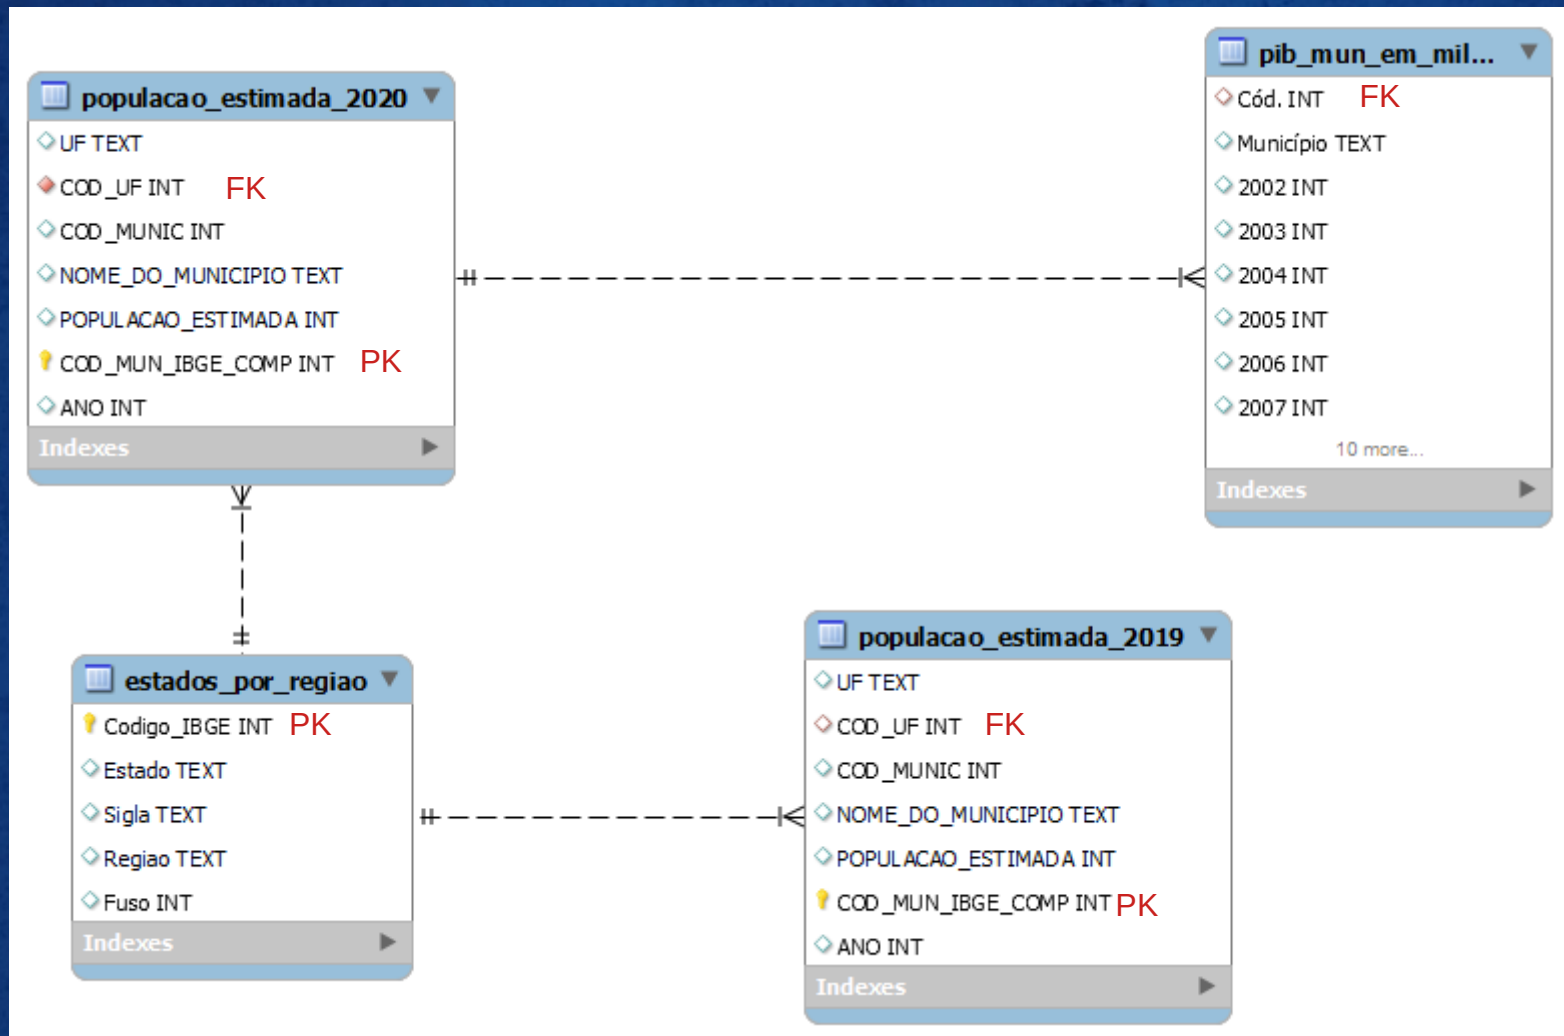 populacao_estimada_2020
UF TEXT
COD_UF INT FK
COD_MUNIC INT
NOME_DO_MUNICIPIO TEXT
POPULACAO_ESTIMADA INT
COD_MUN_IBGE_COMP INT PK
ANO INT
Indexes
pib_mun_em_mil...
Cód. INT FK
Município TEXT
2002 INT
2003 INT
2004 INT
2005 INT
2006 INT
2007 INT
10 more...
Indexes
estados_por_regiao
Codigo_IBGE INT PK
Estado TEXT
Sigla TEXT
Regiao TEXT
Fuso INT
Indexes
populacao_estimada_2019
UF TEXT
COD_UF INT FK
COD_MUNIC INT
NOME_DO_MUNICIPIO TEXT
POPULACAO_ESTIMADA INT
COD_MUN_IBGE_COMP INT PK
ANO INT
Indexes